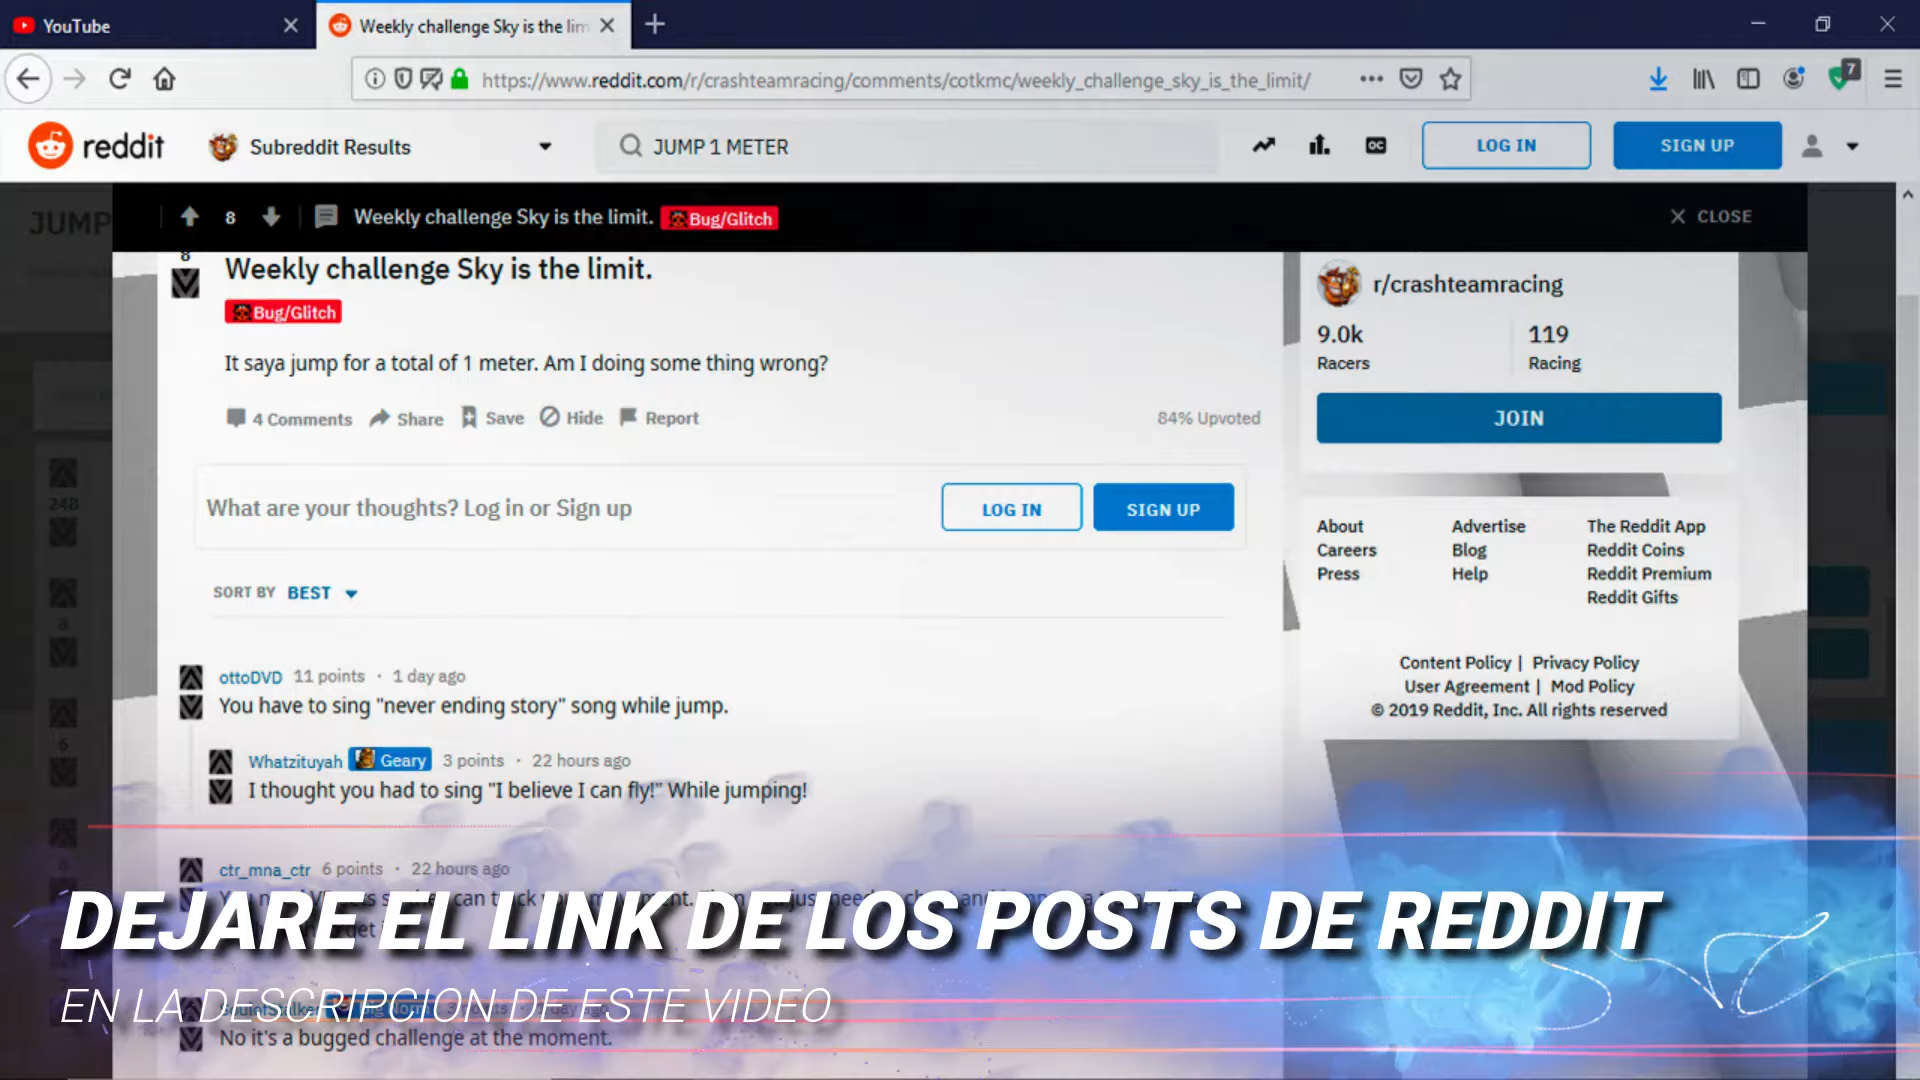 YouTube
Weekly challenge Sky is the lim
https://www.reddit.com/r/crashteamracing/comments/cotkmc/weekly_challenge_sky_is_the_limit/
7
reddit
Subreddit Results
JUMP 1 METER
OC
LOG IN
SIGN UP
JUMP
8
Weekly challenge Sky is the limit.
Bug/Glitch
CLOSE
8
Weekly challenge Sky is the limit.
Bug/Glitch
It saya jump for a total of 1 meter. Am I doing some thing wrong?
4 Comments
Share
Save
Hide
Report
84% Upvoted
r/crashteamracing
9.0k
119
Racers
Racing
JOIN
248
8
6
8
What are your thoughts? Log in or Sign up
LOG IN
SIGN UP
About
Advertise
The Reddit App
Careers
Blog
Reddit Coins
Press
Help
Reddit Premium
Reddit Gifts
SORT BY BEST
Content Policy | Privacy Policy
User Agreement | Mod Policy
© 2019 Reddit, Inc. All rights reserved
ottoDVD 11 points · 1 day ago
You have to sing "never ending story" song while jump.
Whatzituyah Geary 3 points · 22 hours ago
I thought you had to sing "I believe I can fly!" While jumping!
ctr_mna_ctr 6 points · 22 hours ago
DEJARE EL LINK DE LOS POSTS DE REDDIT
EN LA DESCRIPCION DE ESTE VIDEO
No it's a bugged challenge at the moment.